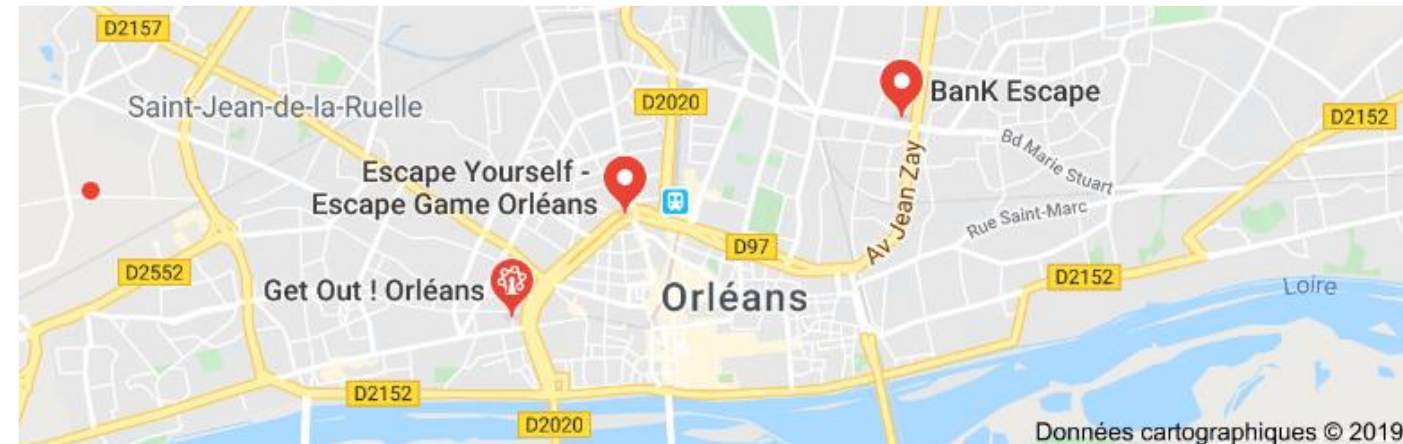 D2157
Saint-Jean-de-la-Ruelle
D2020
BanK Escape
D2152
Bd Marie Stuart
Av Jean Zay
Escape Yourself -
Escape Game Orléans
Rue Saint-Marc
D97
D2552
Get Out ! Orléans
Orléans
D2152
Loire
D2152
D2020
Données cartographiques © 2019